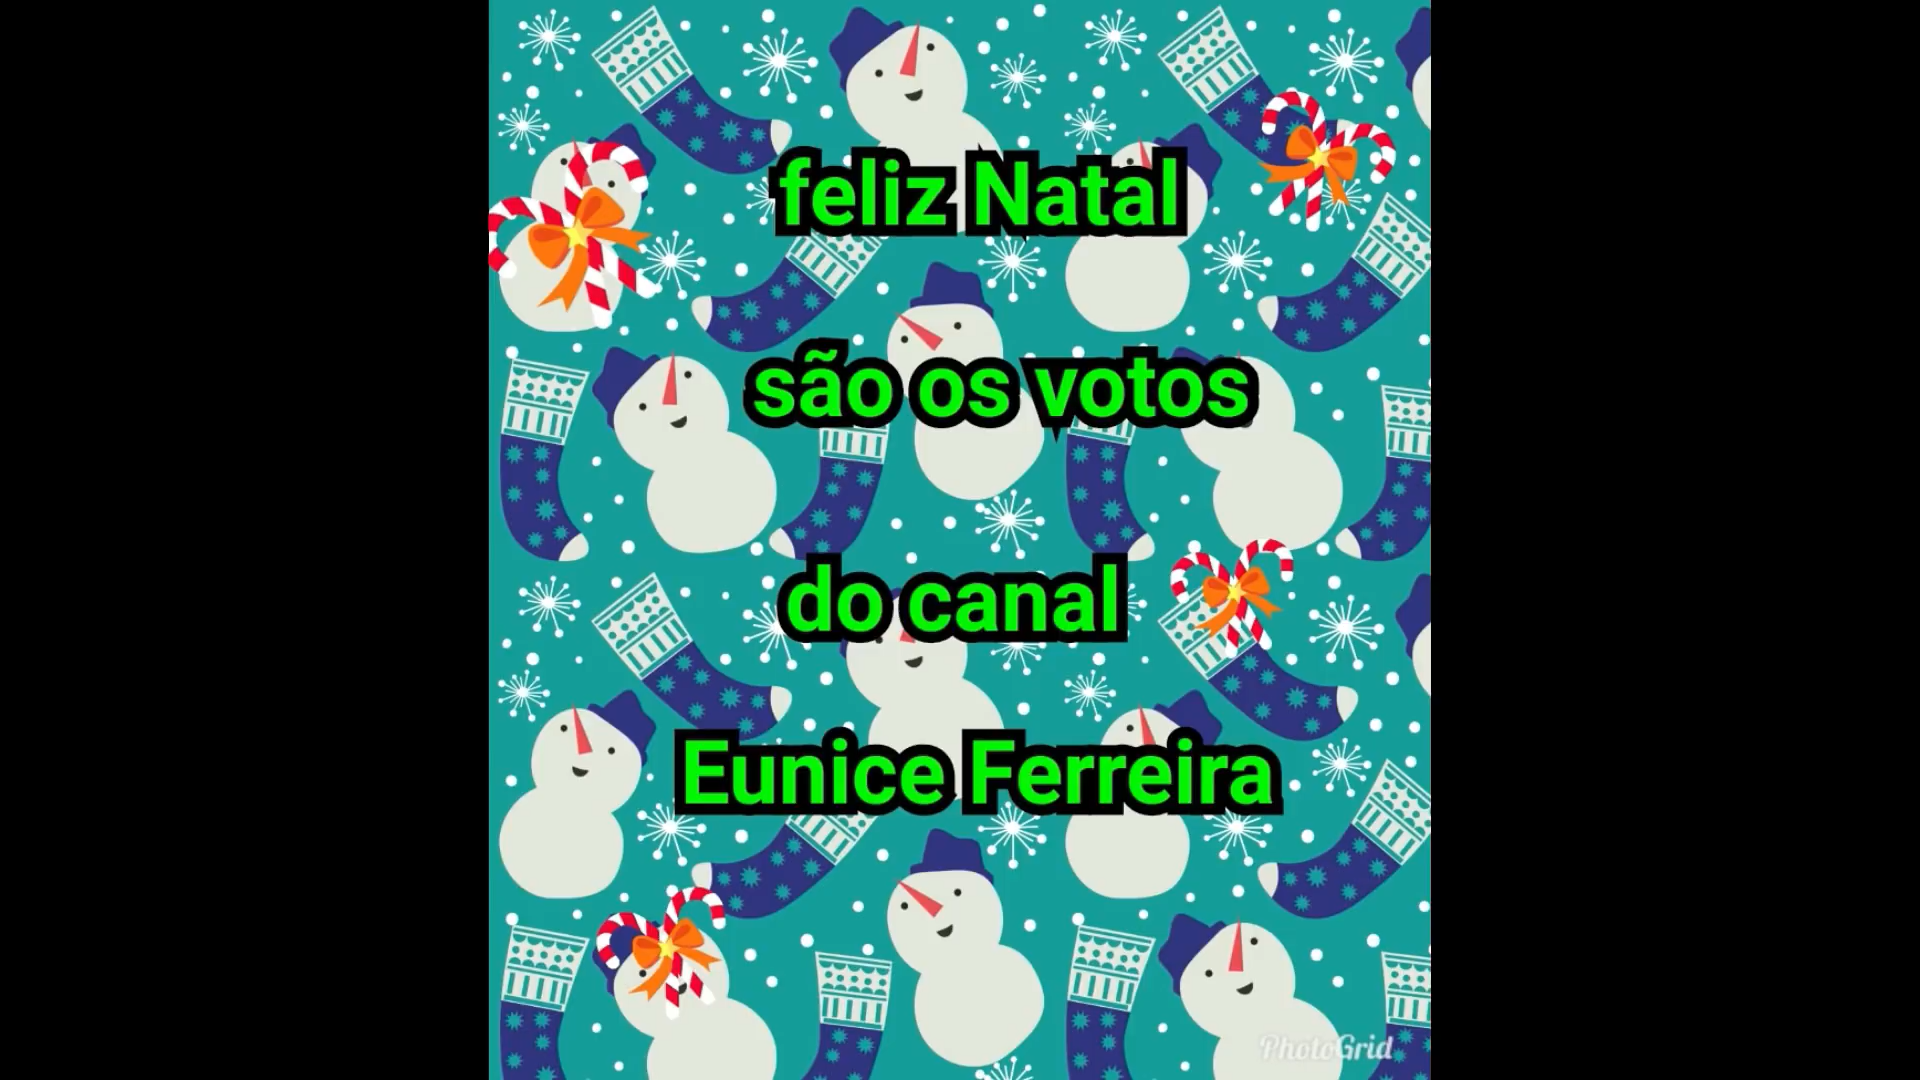 feliz Natal
são os votos
do canal
Eunice Ferreira
PhotoGrid